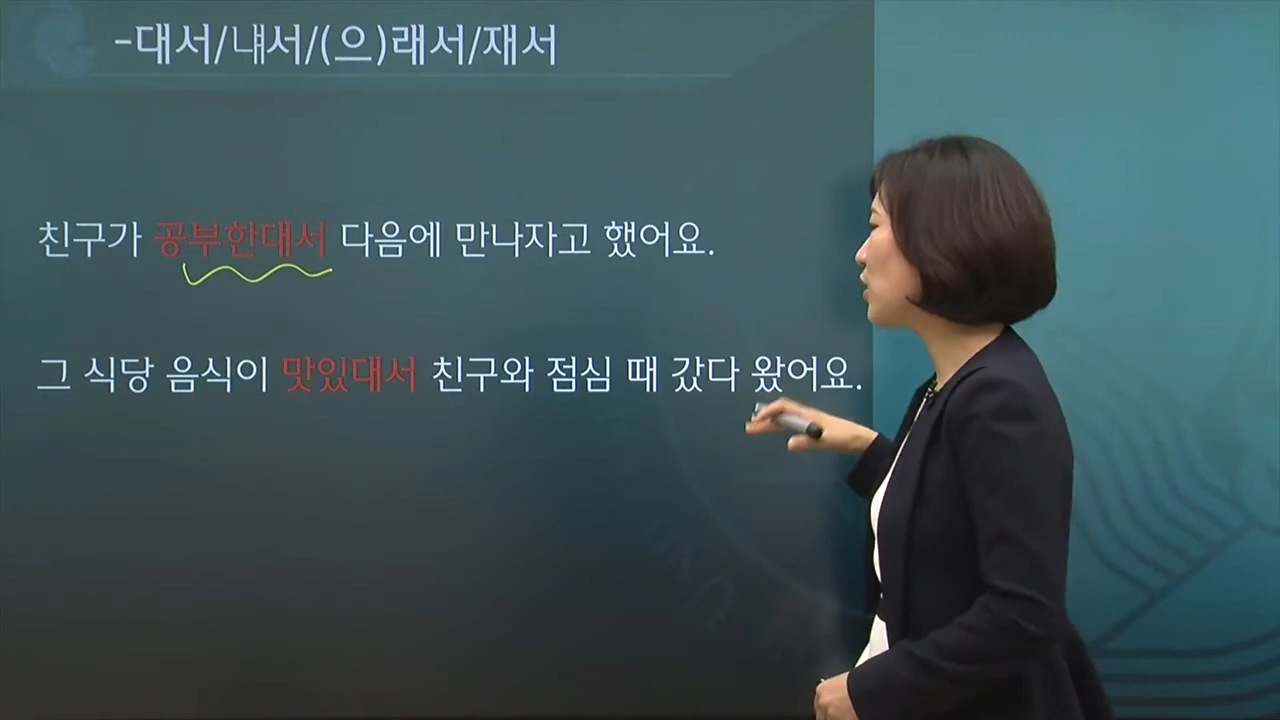 -대서/냬서/(으)래서/재서
친구가 공부한대서 다음에 만나자고 했어요.
그 식당 음식이 맛있대서 친구와 점심 때 갔다 왔어요.